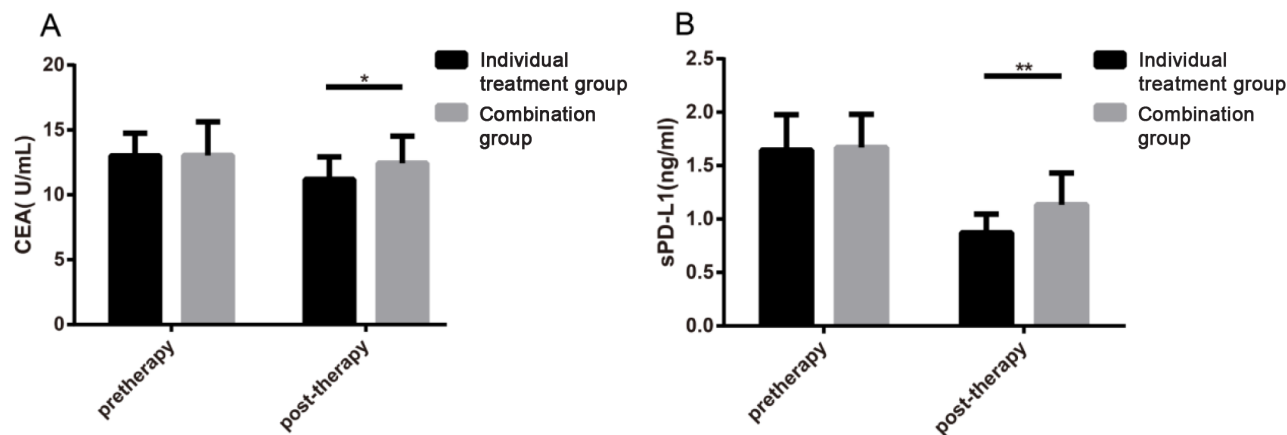 A
CEA( U/mL)
20
15
10
5
0
*
Individual
treatment group
Combination
group
pretherapy
post-therapy
B
sPD-L1(ng/ml)
2.5
2.0
1.5
1.0
0.5
0.0
**
Individual
treatment group
Combination
group
pretherapy
post-therapy